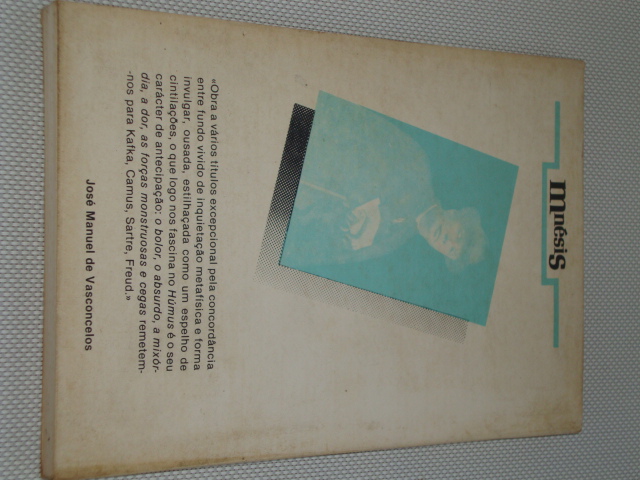 mnésis
«Obra a vários títulos excepcional pela concordância
entre fundo vivido de inquietação metafísica e forma
invulgar, ousada, estilhaçada como um espelho de
cintilações, o que logo nos fascina no Húmus é o seu
carácter de antecipação: o bolor, o absurdo, a mixór-
dia, a dor, as forças monstruosas e cegas remetem-
-nos para Kafka, Camus, Sartre, Freud.»
José Manuel de Vasconcelos